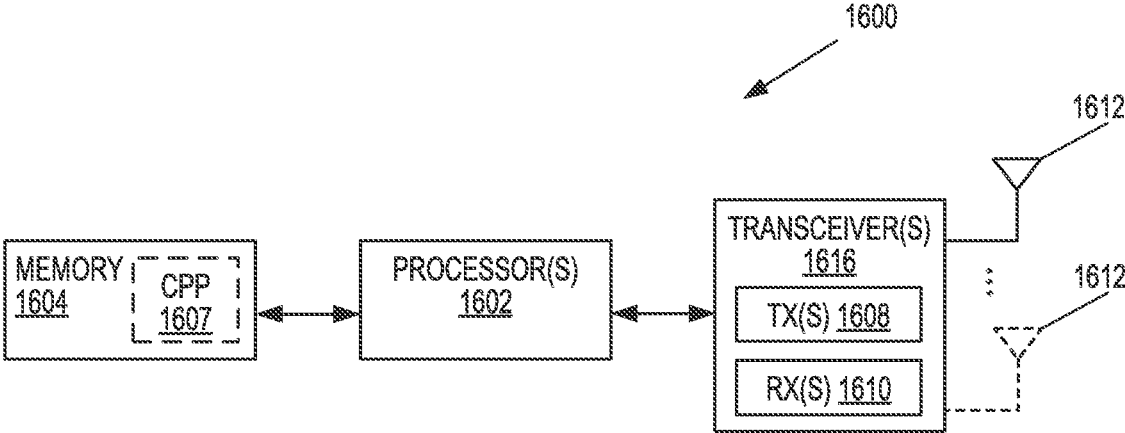 1600
1612
TRANSCEIVER(S)
1616
MEMORY
1604
CPP
1607
PROCESSOR(S)
1602
TX(S) 1608
RX(S) 1610
1612